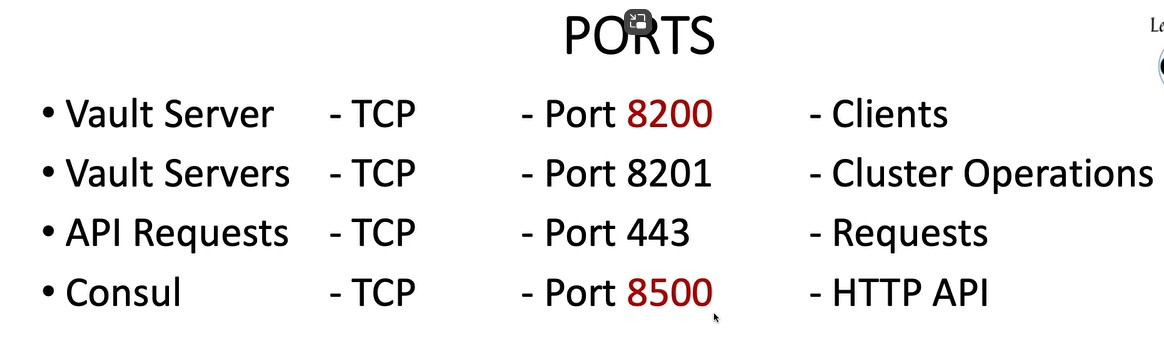 PORTS
• Vault Server - TCP - Port 8200 - Clients
• Vault Servers - TCP - Port 8201 - Cluster Operations
• API Requests - TCP - Port 443 - Requests
• Consul - TCP - Port 8500 - HTTP API